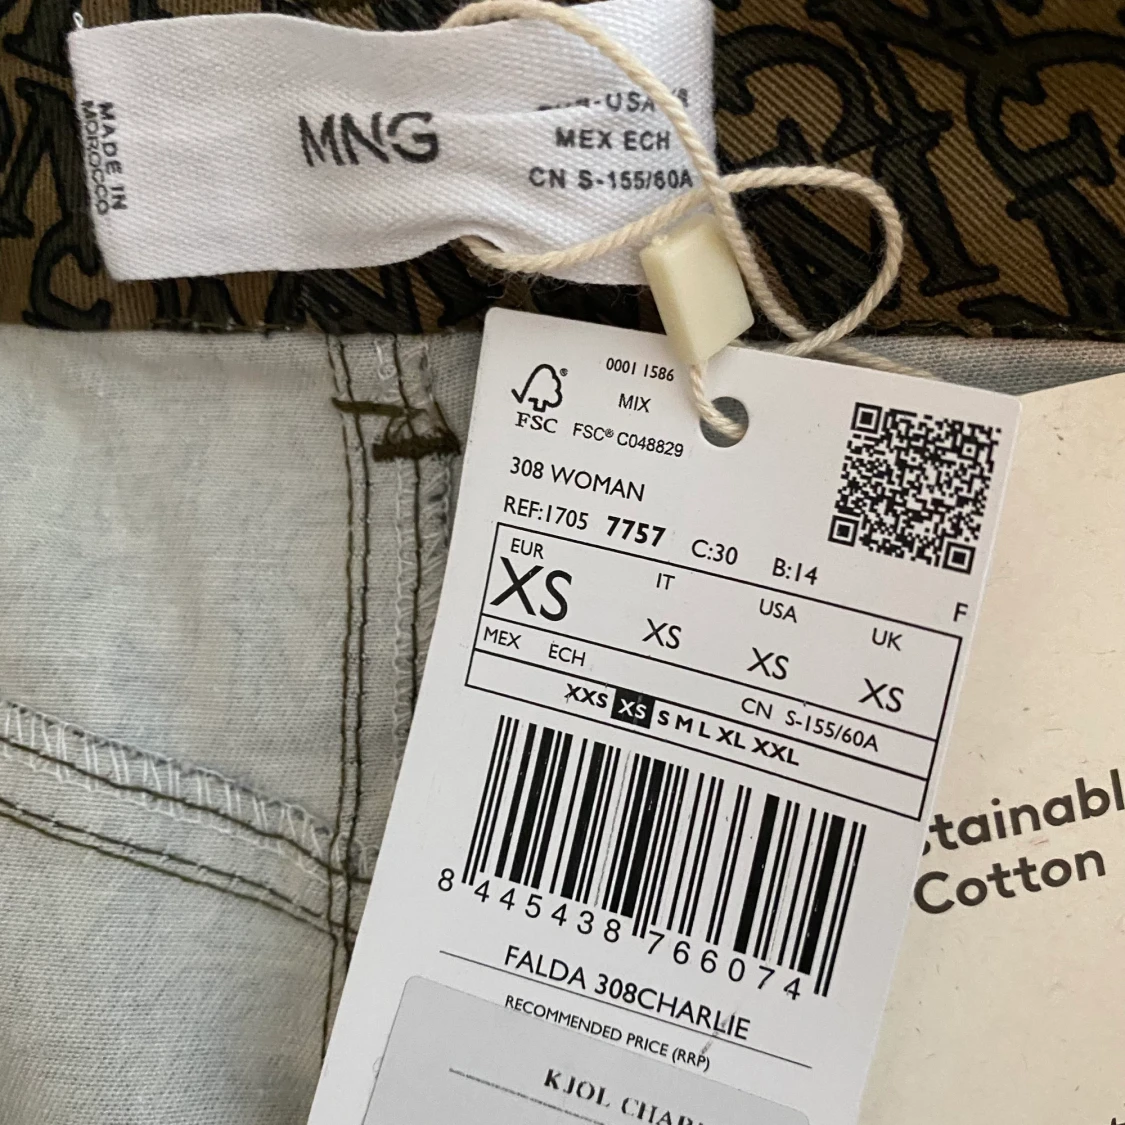 MADE IN
MOROCCO
MNG
-USA
MEX ECH
CN S-155/60A
0001 1586
MIX
FSC
FSC® C048829
308 WOMAN
REF:1705 7757 C:30 B:14
F
EUR IT USA UK
XS XS XS XS
MEX ECH
CN S-155/60A
XXS XS S M L XL XXL
8 445438 766074
FALDA 308CHARLIE
RECOMMENDED PRICE (RRP)
KJOL
Cotton